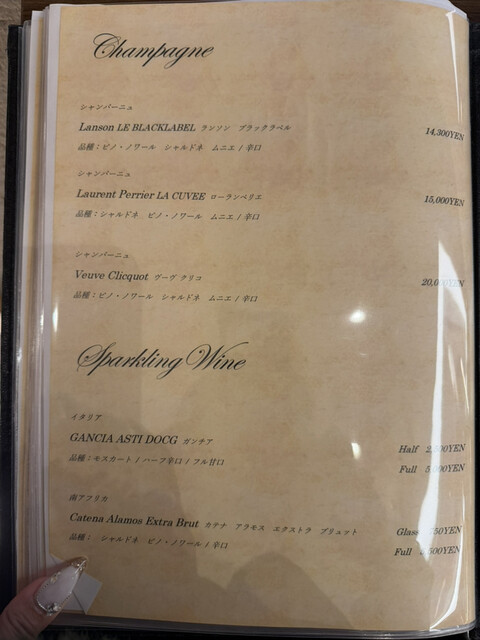 Champagne
シャンパーニュ
Lanson LE BLACKLABEL ランソン ブラックラベル 14,300YEN
品種：ピノ・ノワール シャルドネ ムニエ / 辛口
シャンパーニュ
Laurent Perrier LA CUVEE ローランペリエ 15,000YEN
品種：シャルドネ ピノ・ノワール ムニエ / 辛口
シャンパーニュ
Veuve Clicquot ヴーヴ クリコ
品種：ピノ・ノワール シャルドネ ムニエ / 辛口
Sparkling Wine
イタリア
GANCIA ASTI DOCG ガンチア Half
品種：モスカート / ハーフ辛口 / フル甘口 Full
南アフリカ
Catena Alamos Extra Brut カテナ アラモス エクストラ ブリュット Glass
品種： シャルドネ ピノ・ノワール / 辛口 Full